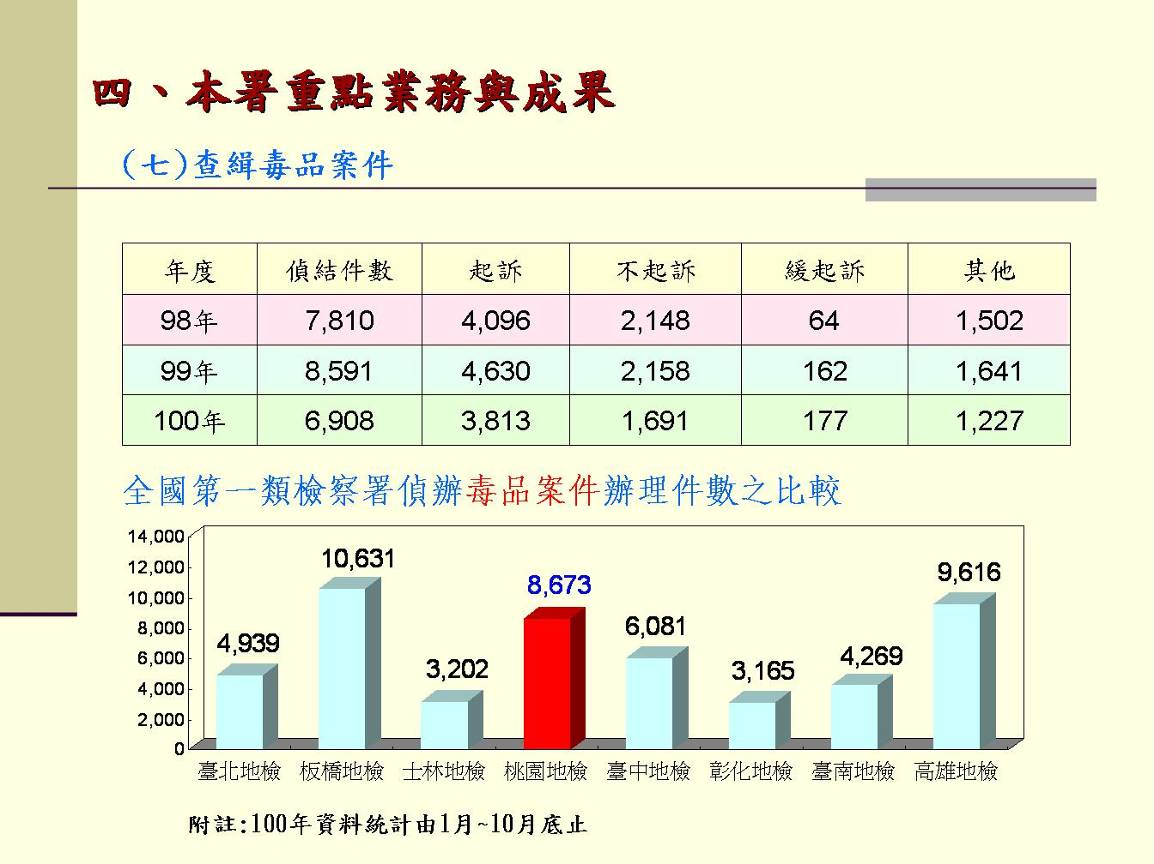 四、本署重點業務與成果
(七)查緝毒品案件
年度 偵結件數 起訴 不起訴 緩起訴 其他
98年 7,810 4,096 2,148 64 1,502
99年 8,591 4,630 2,158 162 1,641
100年 6,908 3,813 1,691 177 1,227
全國第一類檢察署偵辦毒品案件辦理件數之比較
14,000
12,000
10,000
8,000
6,000
4,000
2,000
0
4,939
10,631
3,202
8,673
6,081
3,165
4,269
9,616
臺北地檢 板橋地檢 士林地檢 桃園地檢 臺中地檢 彰化地檢 臺南地檢 高雄地檢
附註:100年資料統計由1月~10月底止